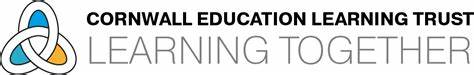 CORNWALL EDUCATION LEARNING TRUST
LEARNING TOGETHER